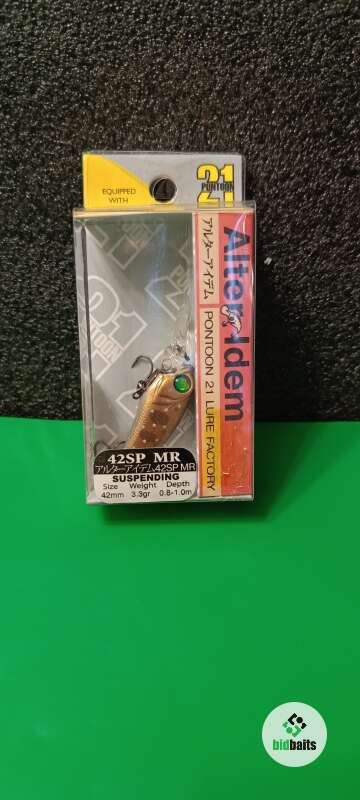 EQUIPPED
WITH
21
PONTOON
Alter Idem
アルターアイデム
PONTOON 21 LURE FACTORY
21
PONTOON
42SP MR
アルターアイデム42SP MR
SUSPENDING
Size Weight Depth
42mm 3.3gr 0.8-1.0m
bidbaits